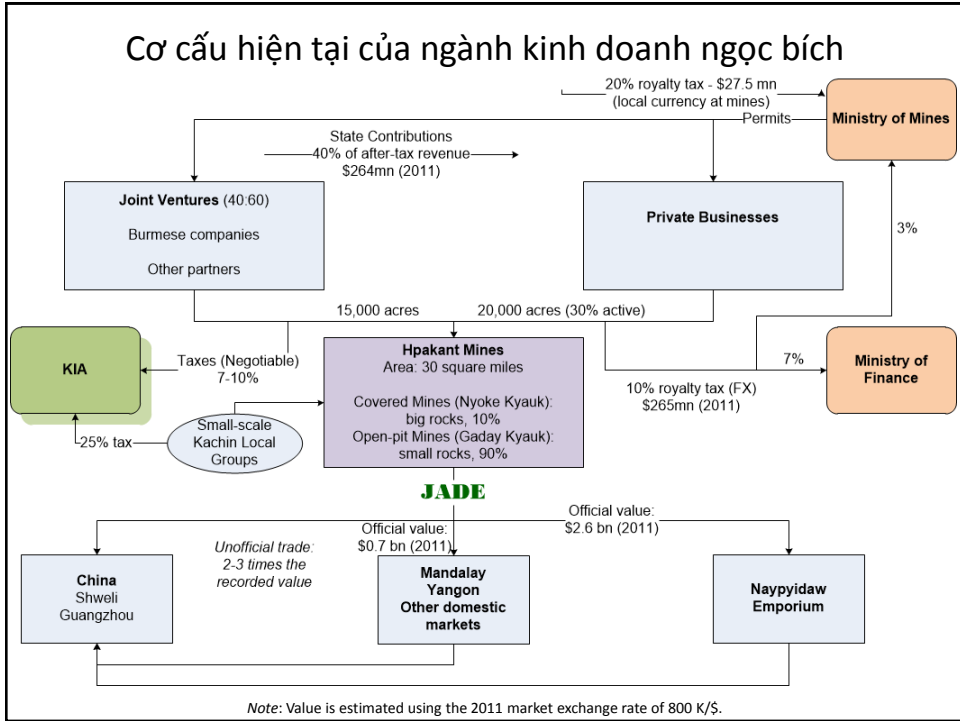 Cơ cấu hiện tại của ngành kinh doanh ngọc bích
20% royalty tax - $27.5 mn
(local currency at mines)
Permits
Ministry of Mines
State Contributions
40% of after-tax revenue
$264mn (2011)
Joint Ventures (40:60)
Burmese companies
Other partners
Private Businesses
3%
15,000 acres
20,000 acres (30% active)
KIA
Taxes (Negotiable)
7-10%
Hpakant Mines
Area: 30 square miles
Covered Mines (Nyoke Kyauk):
big rocks, 10%
Open-pit Mines (Gaday Kyauk):
small rocks, 90%
7%
Ministry of
Finance
10% royalty tax (FX)
$265mn (2011)
25% tax
Small-scale
Kachin Local
Groups
JADE
Official value:
$2.6 bn (2011)
Official value:
$0.7 bn (2011)
Unofficial trade:
2-3 times the
recorded value
China
Shweli
Guangzhou
Mandalay
Yangon
Other domestic
markets
Naypyidaw
Emporium
Note: Value is estimated using the 2011 market exchange rate of 800 K/$.